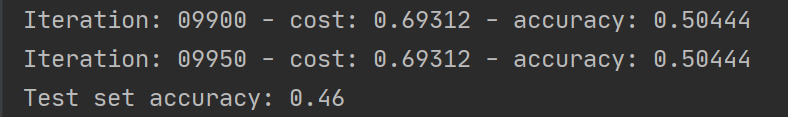 Iteration: 09900 - cost: 0.69312 - accuracy: 0.50444
Iteration: 09950 - cost: 0.69312 - accuracy: 0.50444
Test set accuracy: 0.46